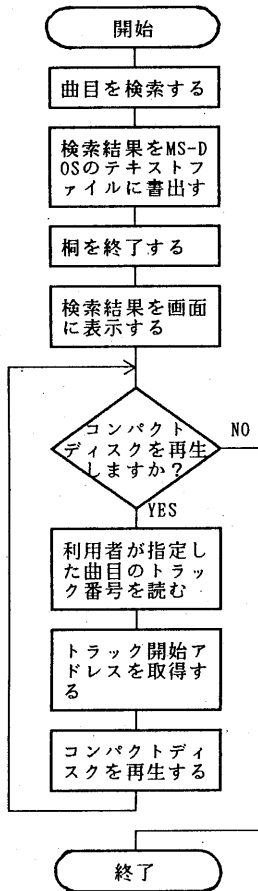 開始
曲目を検索する
検索結果をMS-D
OSのテキストフ
ァイルに書出す
桐を終了する
検索結果を画面
に表示する
コンパクト
ディスクを再生
しますか?
NO
YES
利用者が指定し
た曲目のトラッ
ク番号を読む
トラック開始ア
ドレスを取得す
る
コンパクトディ
スクを再生する
終了